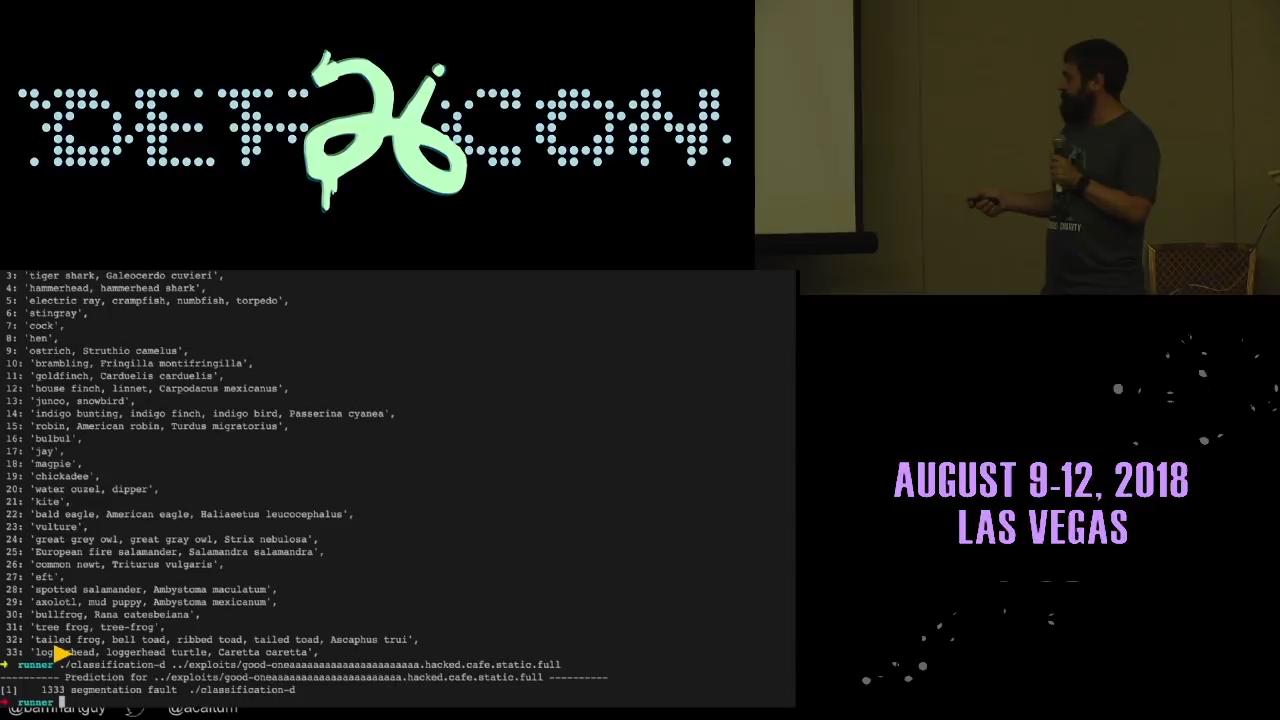 DEF 26 CON
3: 'tiger shark, Galeocerdo cuvieri',
4: 'hammerhead, hammerhead shark',
5: 'electric ray, crampfish, numbfish, torpedo',
6: 'stingray',
7: 'cock',
8: 'hen',
9: 'ostrich, Struthio camelus',
10: 'brambling, Fringilla montifringilla',
11: 'goldfinch, Carduelis carduelis',
12: 'house finch, linnet, Carpodacus mexicanus',
13: 'junco, snowbird',
14: 'indigo bunting, indigo finch, indigo bird, Passerina cyanea',
15: 'robin, American robin, Turdus migratorius',
16: 'bulbul',
17: 'jay',
18: 'magpie',
19: 'chickadee',
20: 'water ouzel, dipper',
21: 'kite',
22: 'bald eagle, American eagle, Haliaeetus leucocephalus',
23: 'vulture',
24: 'great grey owl, great gray owl, Strix nebulosa',
25: 'European fire salamander, Salamandra salamandra',
26: 'common newt, Triturus vulgaris',
27: 'eft',
28: 'spotted salamander, Ambystoma maculatum',
29: 'axolotl, mud puppy, Ambystoma mexicanum',
30: 'bullfrog, Rana catesbeiana',
31: 'tree frog, tree-frog',
32: 'tailed frog, bell toad, ribbed toad, tailed toad, Ascaphus trui',
33: loggerhead turtle, Caretta caretta',
→ runner ./classification-d ../exploits/good-oneaaaaaaaaaaaaaaaaaaaaaaa.hacked.cafe.static.full
---------- Prediction for ../exploits/good-oneaaaaaaaaaaaaaaaaaaaaaaa.hacked.cafe.static.full ----------
[1] 1333 segmentation fault ./classification-d
→ runner
AUGUST 9-12, 2018
LAS VEGAS